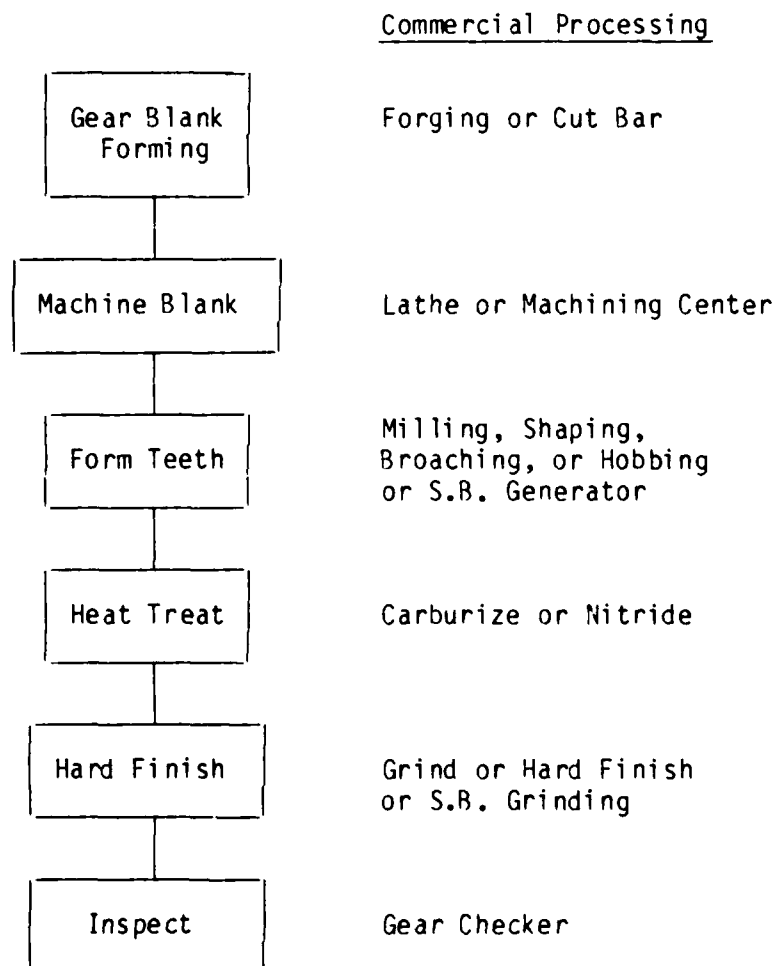 Commercial Processing
Gear Blank
Forming
Forging or Cut Bar
Machine Blank
Lathe or Machining Center
Form Teeth
Milling, Shaping,
Broaching, or Hobbing
or S.B. Generator
Heat Treat
Carburize or Nitride
Hard Finish
Grind or Hard Finish
or S.B. Grinding
Inspect
Gear Checker